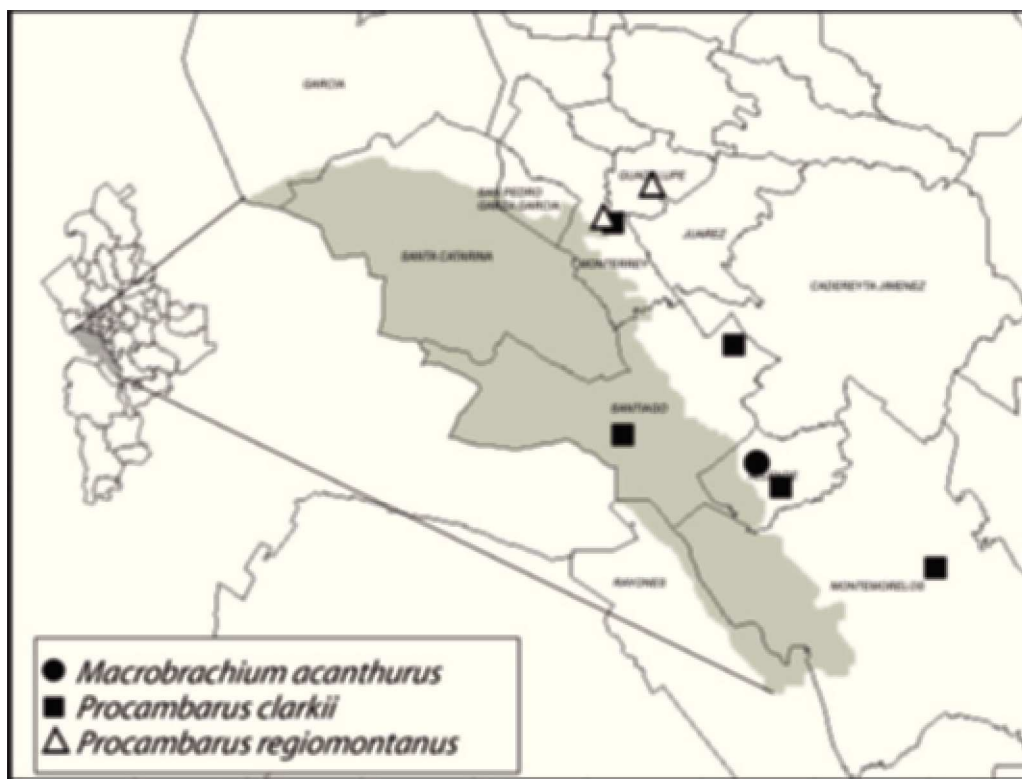 GARCIA
GUADALUPE
SAN PEDRO
GARZA GARCIA
JUAREZ
SANTA CATARINA
MONTERREY
CADEREYTA JIMENEZ
SANTIAGO
RAYONES
MONTEMORELOS
Macrobrachium acanthurus
Procambarus clarkii
Procambarus regiomontanus